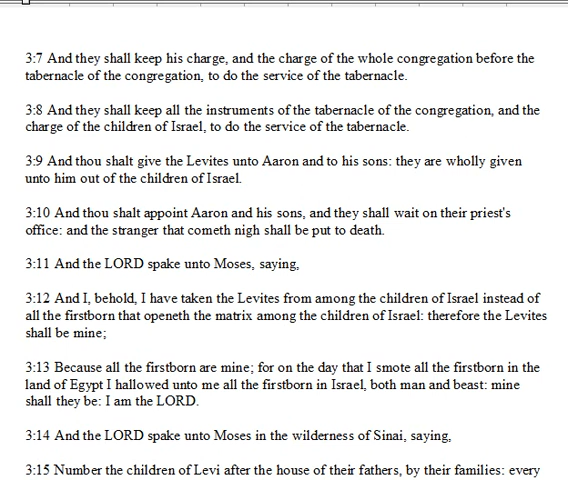 3:7 And they shall keep his charge, and the charge of the whole congregation before the
tabernacle of the congregation, to do the service of the tabernacle.
3:8 And they shall keep all the instruments of the tabernacle of the congregation, and the
charge of the children of Israel, to do the service of the tabernacle.
3:9 And thou shalt give the Levites unto Aaron and to his sons: they are wholly given
unto him out of the children of Israel.
3:10 And thou shalt appoint Aaron and his sons, and they shall wait on their priest's
office: and the stranger that cometh nigh shall be put to death.
3:11 And the LORD spake unto Moses, saying,
3:12 And I, behold, I have taken the Levites from among the children of Israel instead of
all the firstborn that openeth the matrix among the children of Israel: therefore the Levites
shall be mine;
3:13 Because all the firstborn are mine; for on the day that I smote all the firstborn in the
land of Egypt I hallowed unto me all the firstborn in Israel, both man and beast: mine
shall they be: I am the LORD.
3:14 And the LORD spake unto Moses in the wilderness of Sinai, saying,
3:15 Number the children of Levi after the house of their fathers, by their families: every